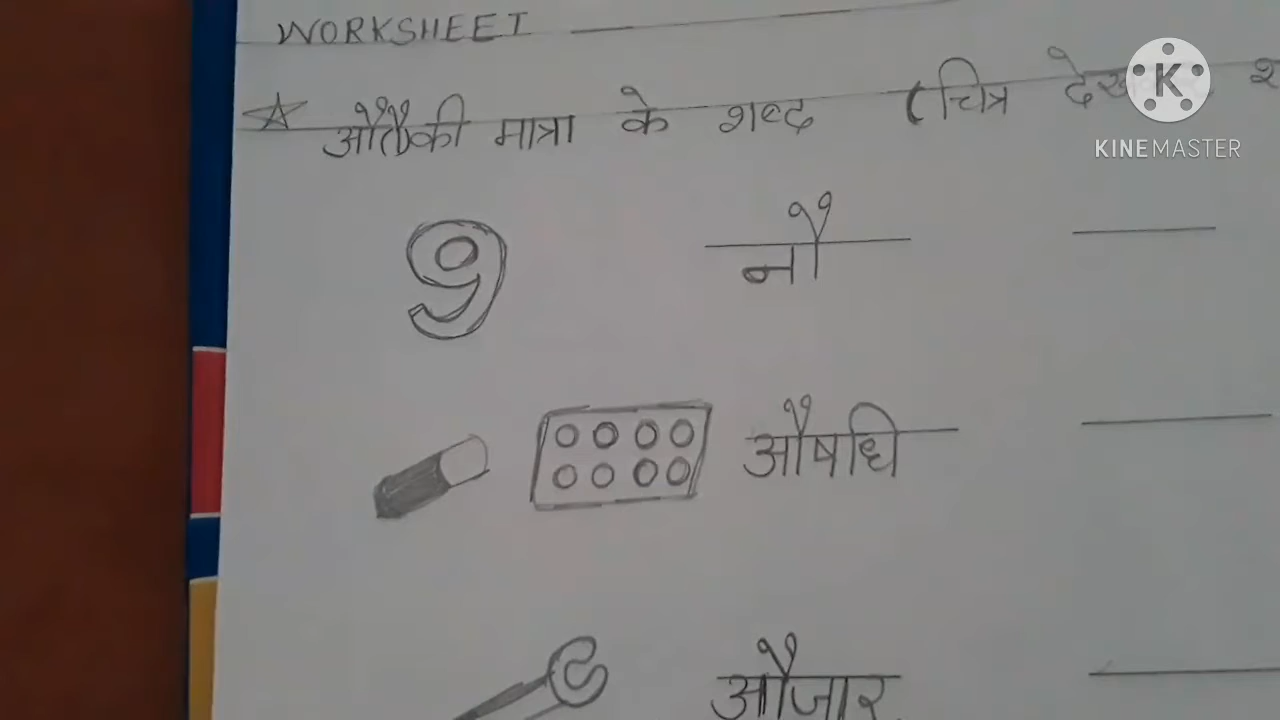 WORKSHEET
औ(ौ)की मात्रा के शब्द (चित्र
K
KINEMASTER
9 नौ
औषधि
औजार